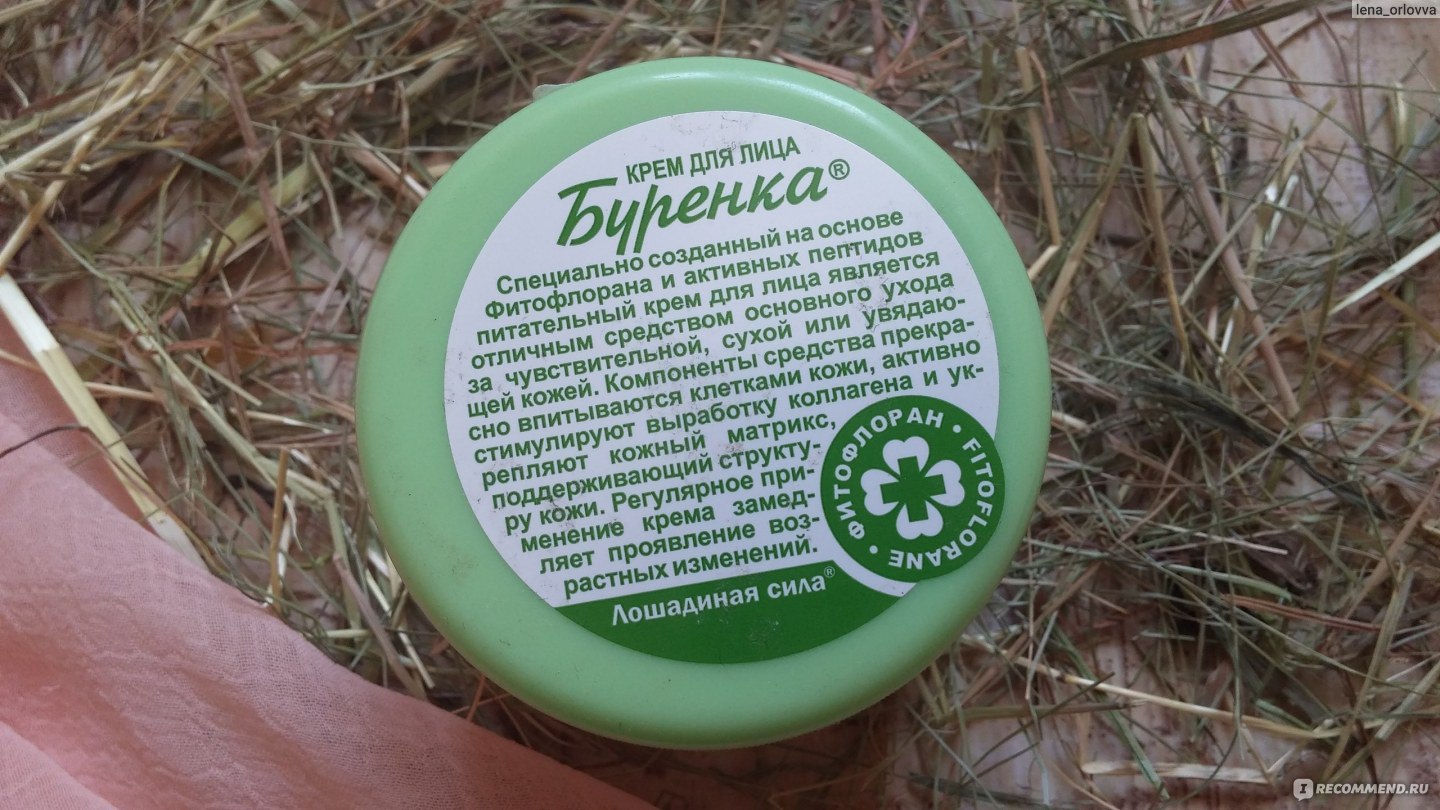 lena_orlovva
КРЕМ ДЛЯ ЛИЦА
Буренка®
Специально созданный на основе
Фитофлорана и активных пептидов
питательный крем для лица является
отличным средством основного ухода
за чувствительной, сухой или увядаю-
щей кожей. Компоненты средства прекра-
сно впитываются клетками кожи, активно
стимулируют выработку коллагена и ук-
репляют кожный матрикс,
поддерживающий структу-
ру кожи. Регулярное при-
менение крема замед-
ляет проявление воз-
растных изменений.
ФИТОФЛОРАН • FITOFLORANE •
Лошадиная сила®
IRECOMMEND.RU